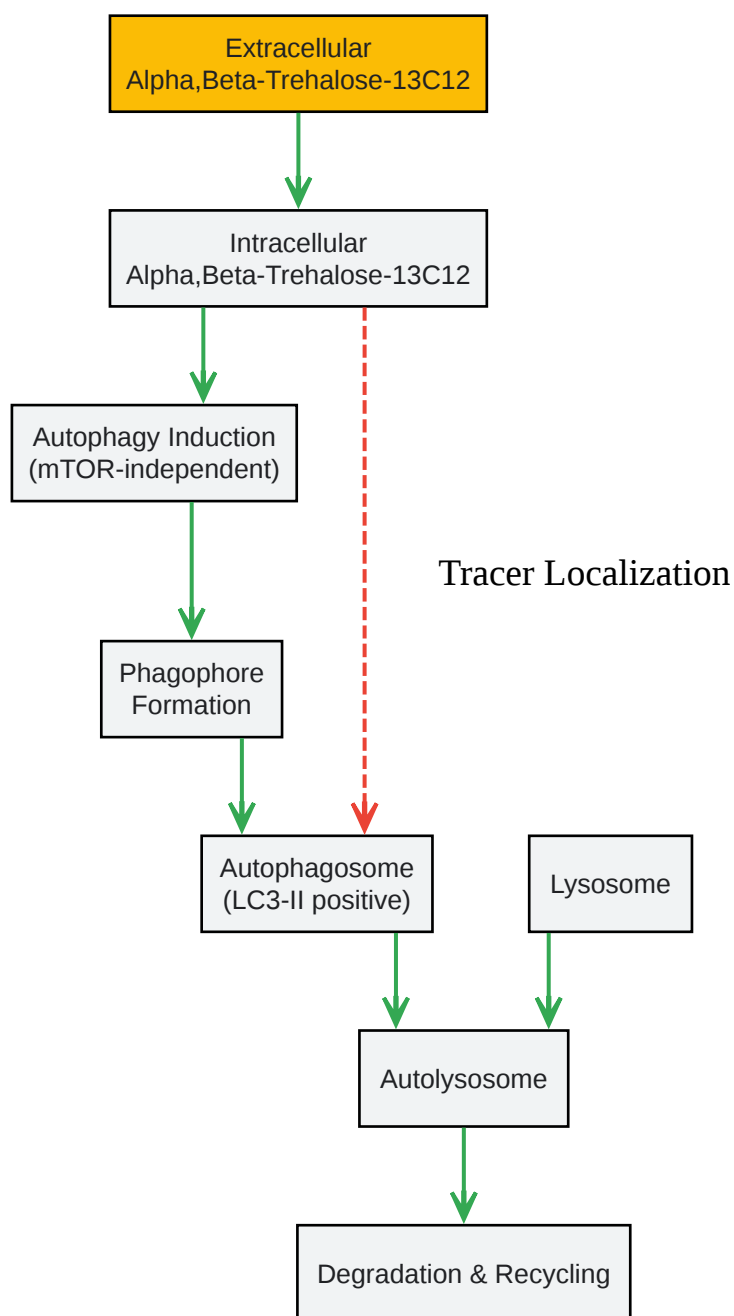 Extracellular
Alpha,Beta-Trehalose-13C12
Intracellular
Alpha,Beta-Trehalose-13C12
Autophagy Induction
(mTOR-independent)
Tracer Localization
Phagophore
Formation
Autophagosome
(LC3-II positive)
Lysosome
Autolysosome
Degradation & Recycling